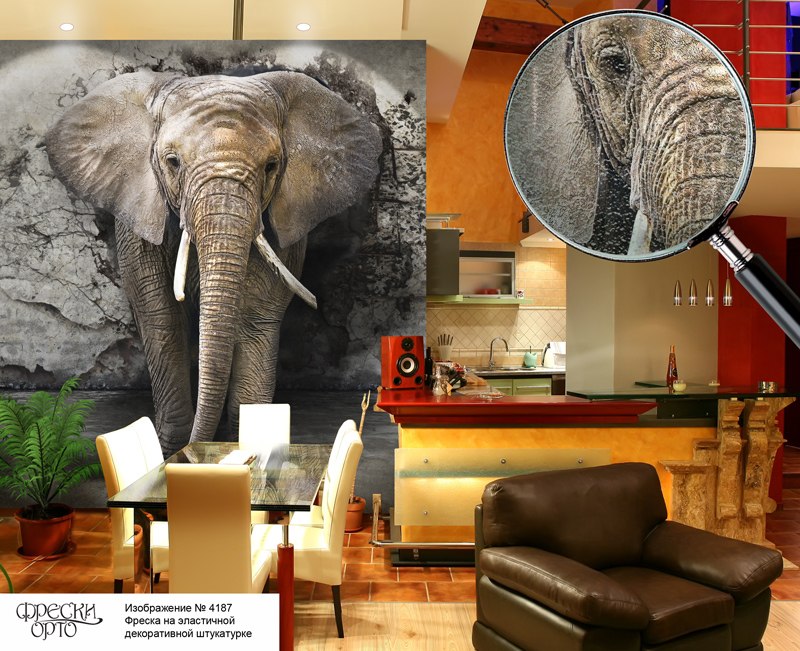 ФРЕСКИ
ОРТО
Изображение № 4187
Фреска на эластичной
декоративной штукатурке